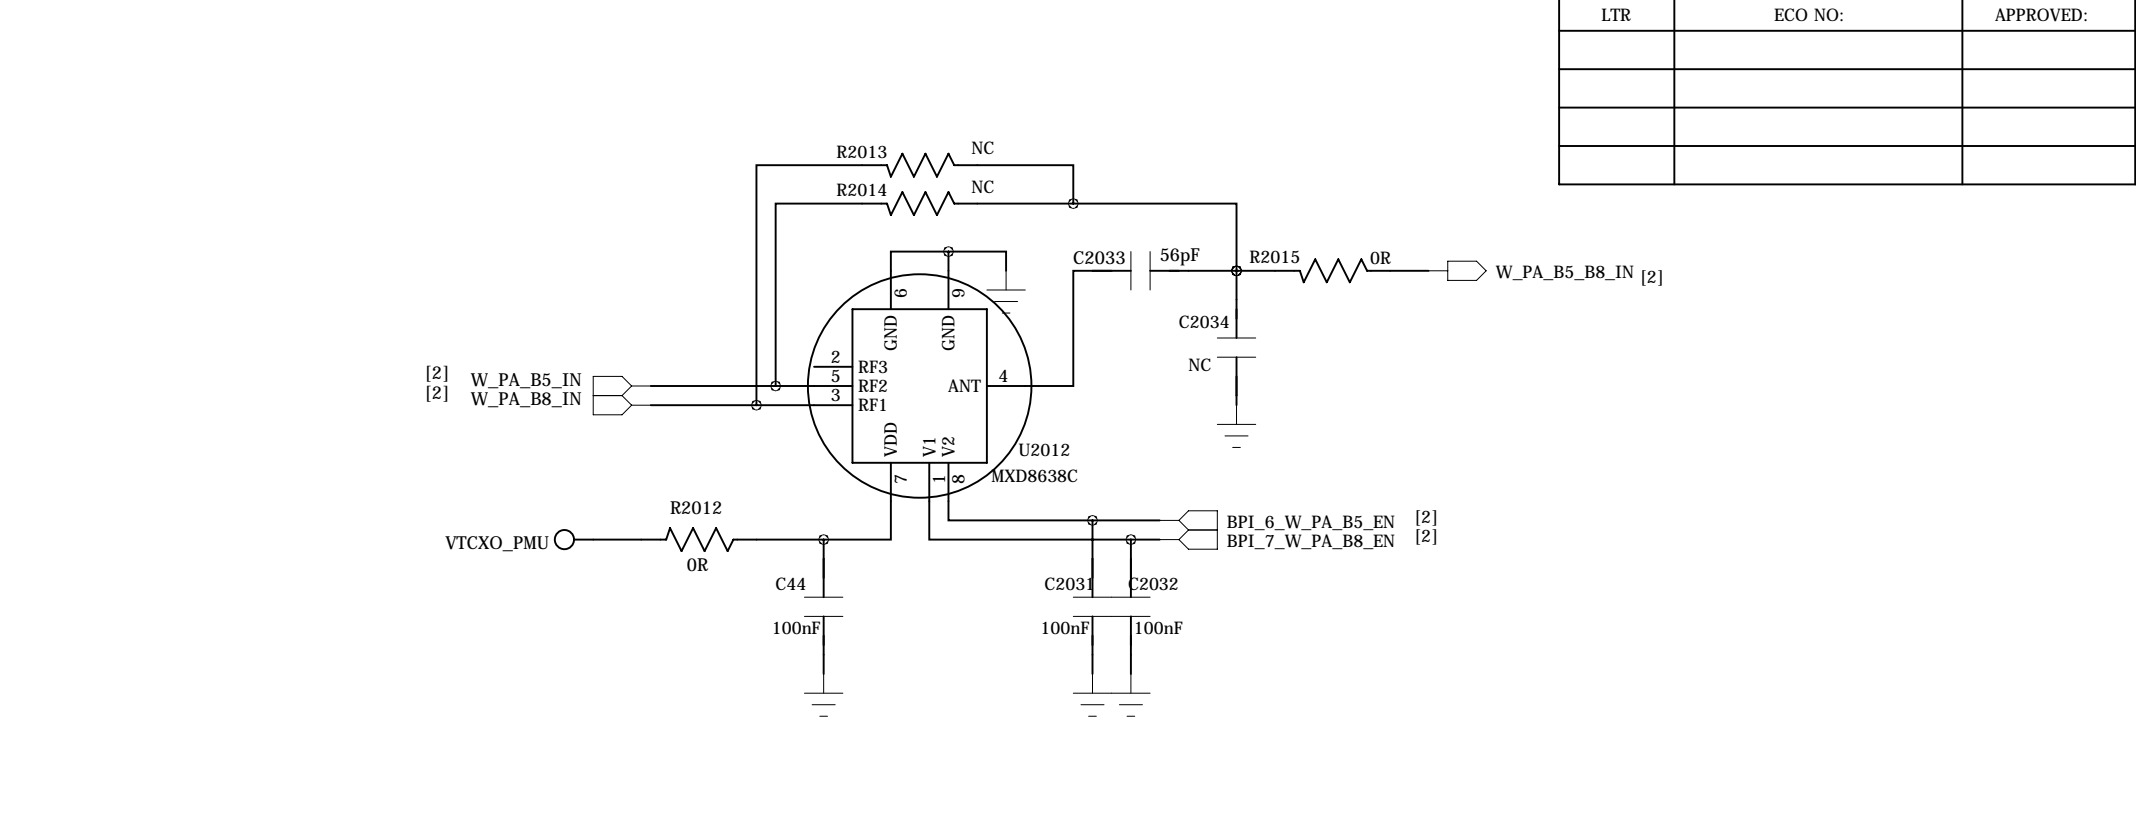 LTR ECO NO: APPROVED:
R2013 NC
R2014 NC
C2033 56pF R2015 0R
W_PA_B5_B8_IN [2]
6 9
GND GND
C2034
NC
2 RF3
[2] W_PA_B5_IN 5 RF2 ANT 4
[2] W_PA_B8_IN 3 RF1
VDD V1 V2
U2012
MXD8638C
7 1 8
R2012
VTCXO_PMU
0R
BPI_6_W_PA_B5_EN [2]
BPI_7_W_PA_B8_EN [2]
C44 C2031 C2032
100nF 100nF 100nF